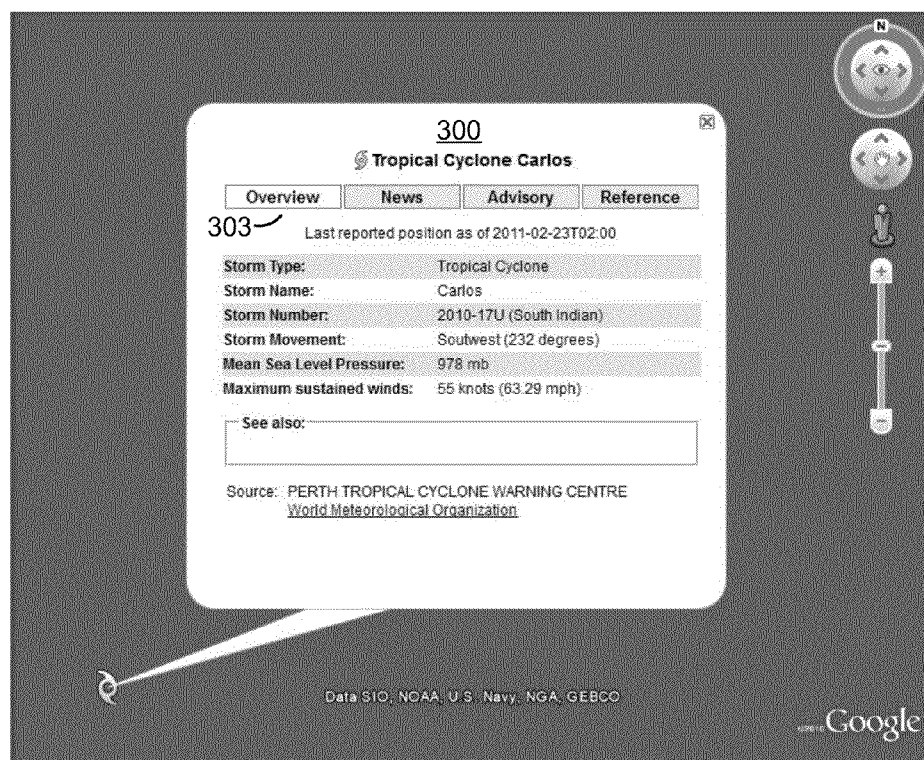 N
300
Tropical Cyclone Carlos
Overview News Advisory Reference
303
Last reported position as of 2011-02-23T02:00
Storm Type: Tropical Cyclone
Storm Name: Carlos
Storm Number: 2010-17U (South Indian)
Storm Movement: Soutwest (232 degrees)
Mean Sea Level Pressure: 978 mb
Maximum sustained winds: 55 knots (63.29 mph)
See also:
Source: PERTH TROPICAL CYCLONE WARNING CENTRE
World Meteorological Organization
Data SIO, NOAA, U.S. Navy, NGA, GEBCO
©2010 Google